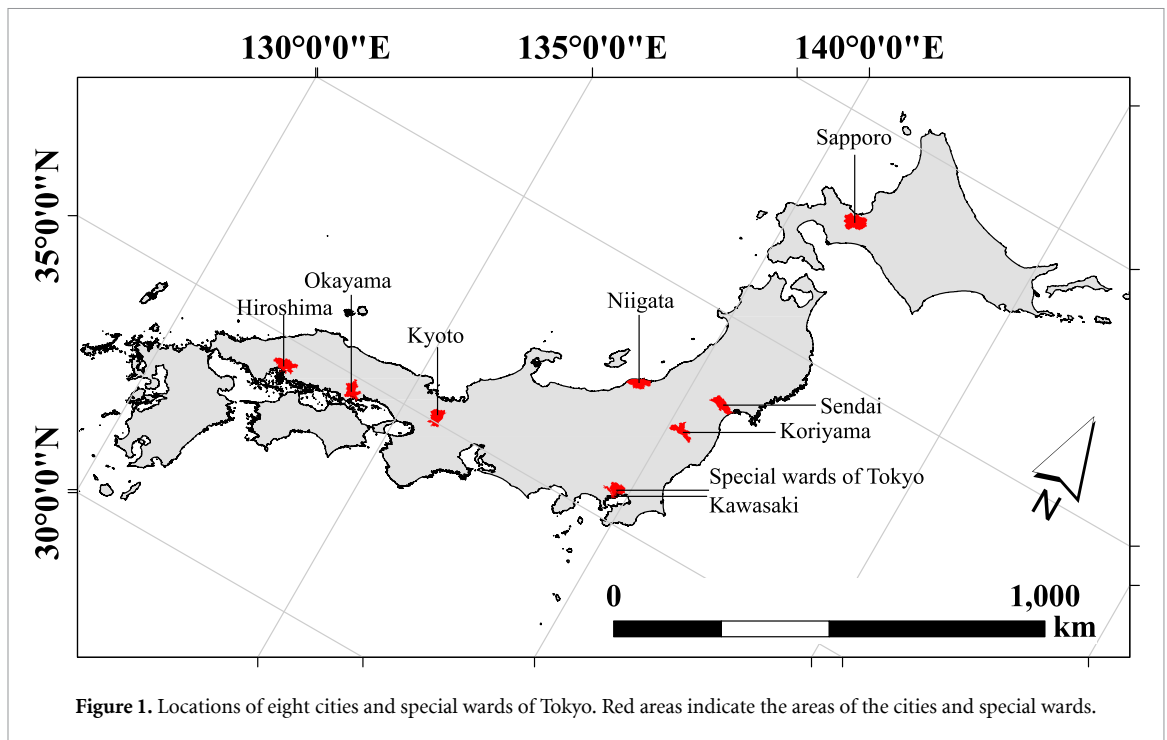 130°0'0"E 135°0'0"E 140°0'0"E
35°0'0"N
30°0'0"N
Sapporo
Okayama
Hiroshima
Niigata
Kyoto
Sendai
Koriyama
Special wards of Tokyo
Kawasaki
N
0 1,000
km
Figure 1. Locations of eight cities and special wards of Tokyo. Red areas indicate the areas of the cities and special wards.